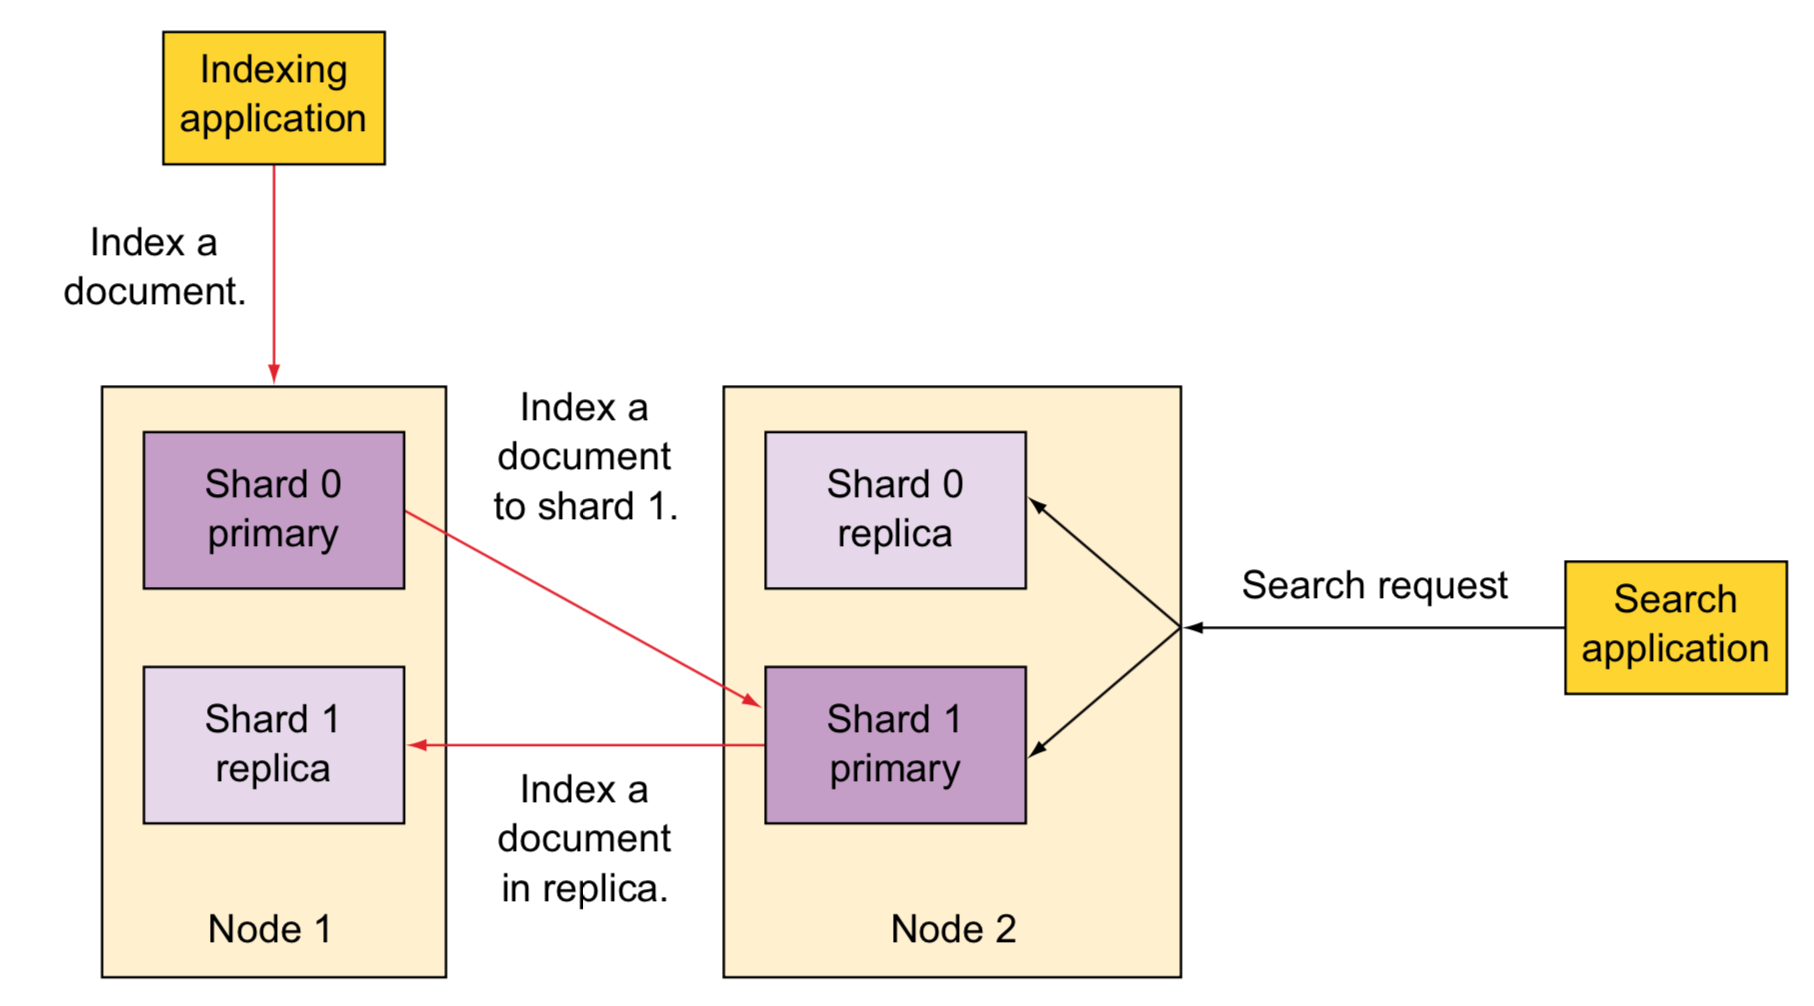 Indexing
application
Index a
document.
Index a
document
to shard 1.
Shard 0
primary
Shard 0
replica
Search request
Search
application
Shard 1
replica
Shard 1
primary
Index a
document
in replica.
Node 1
Node 2